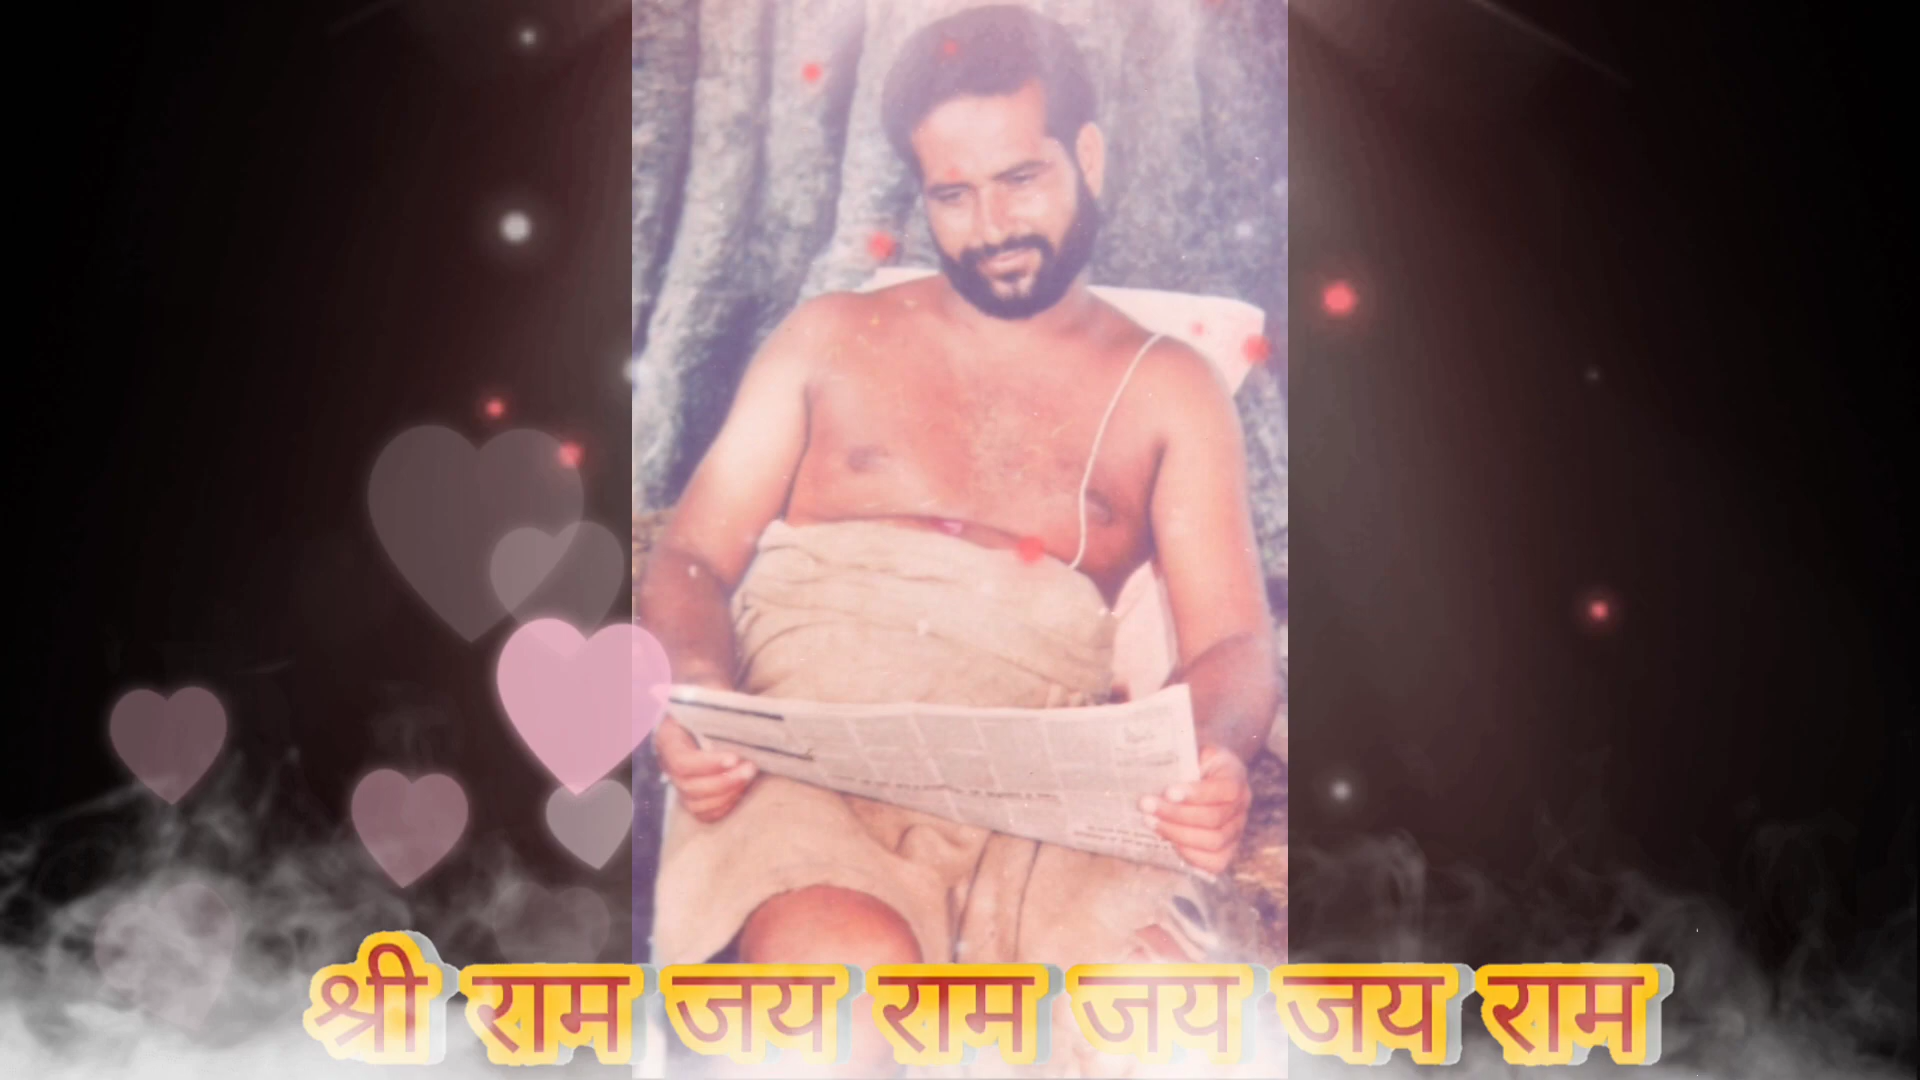 श्री राम जय राम जय जय राम